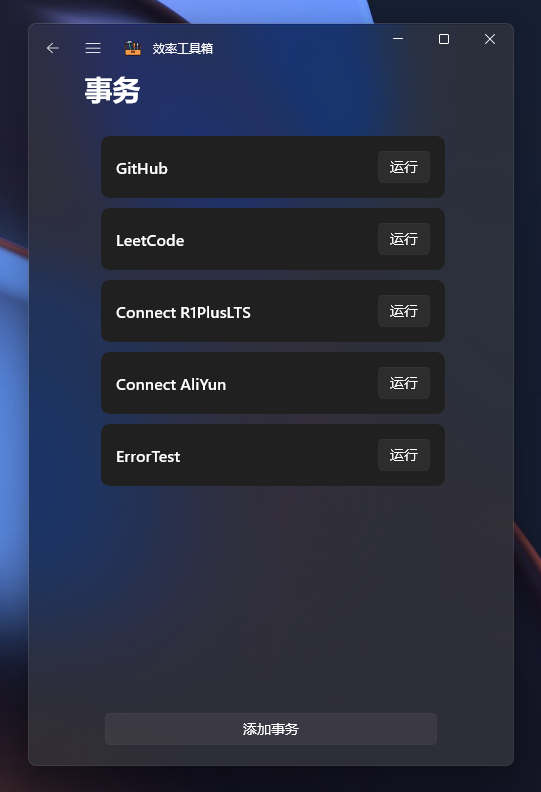 效率工具箱
事务
GitHub 运行
LeetCode 运行
Connect R1PlusLTS 运行
Connect AliYun 运行
ErrorTest 运行
添加事务